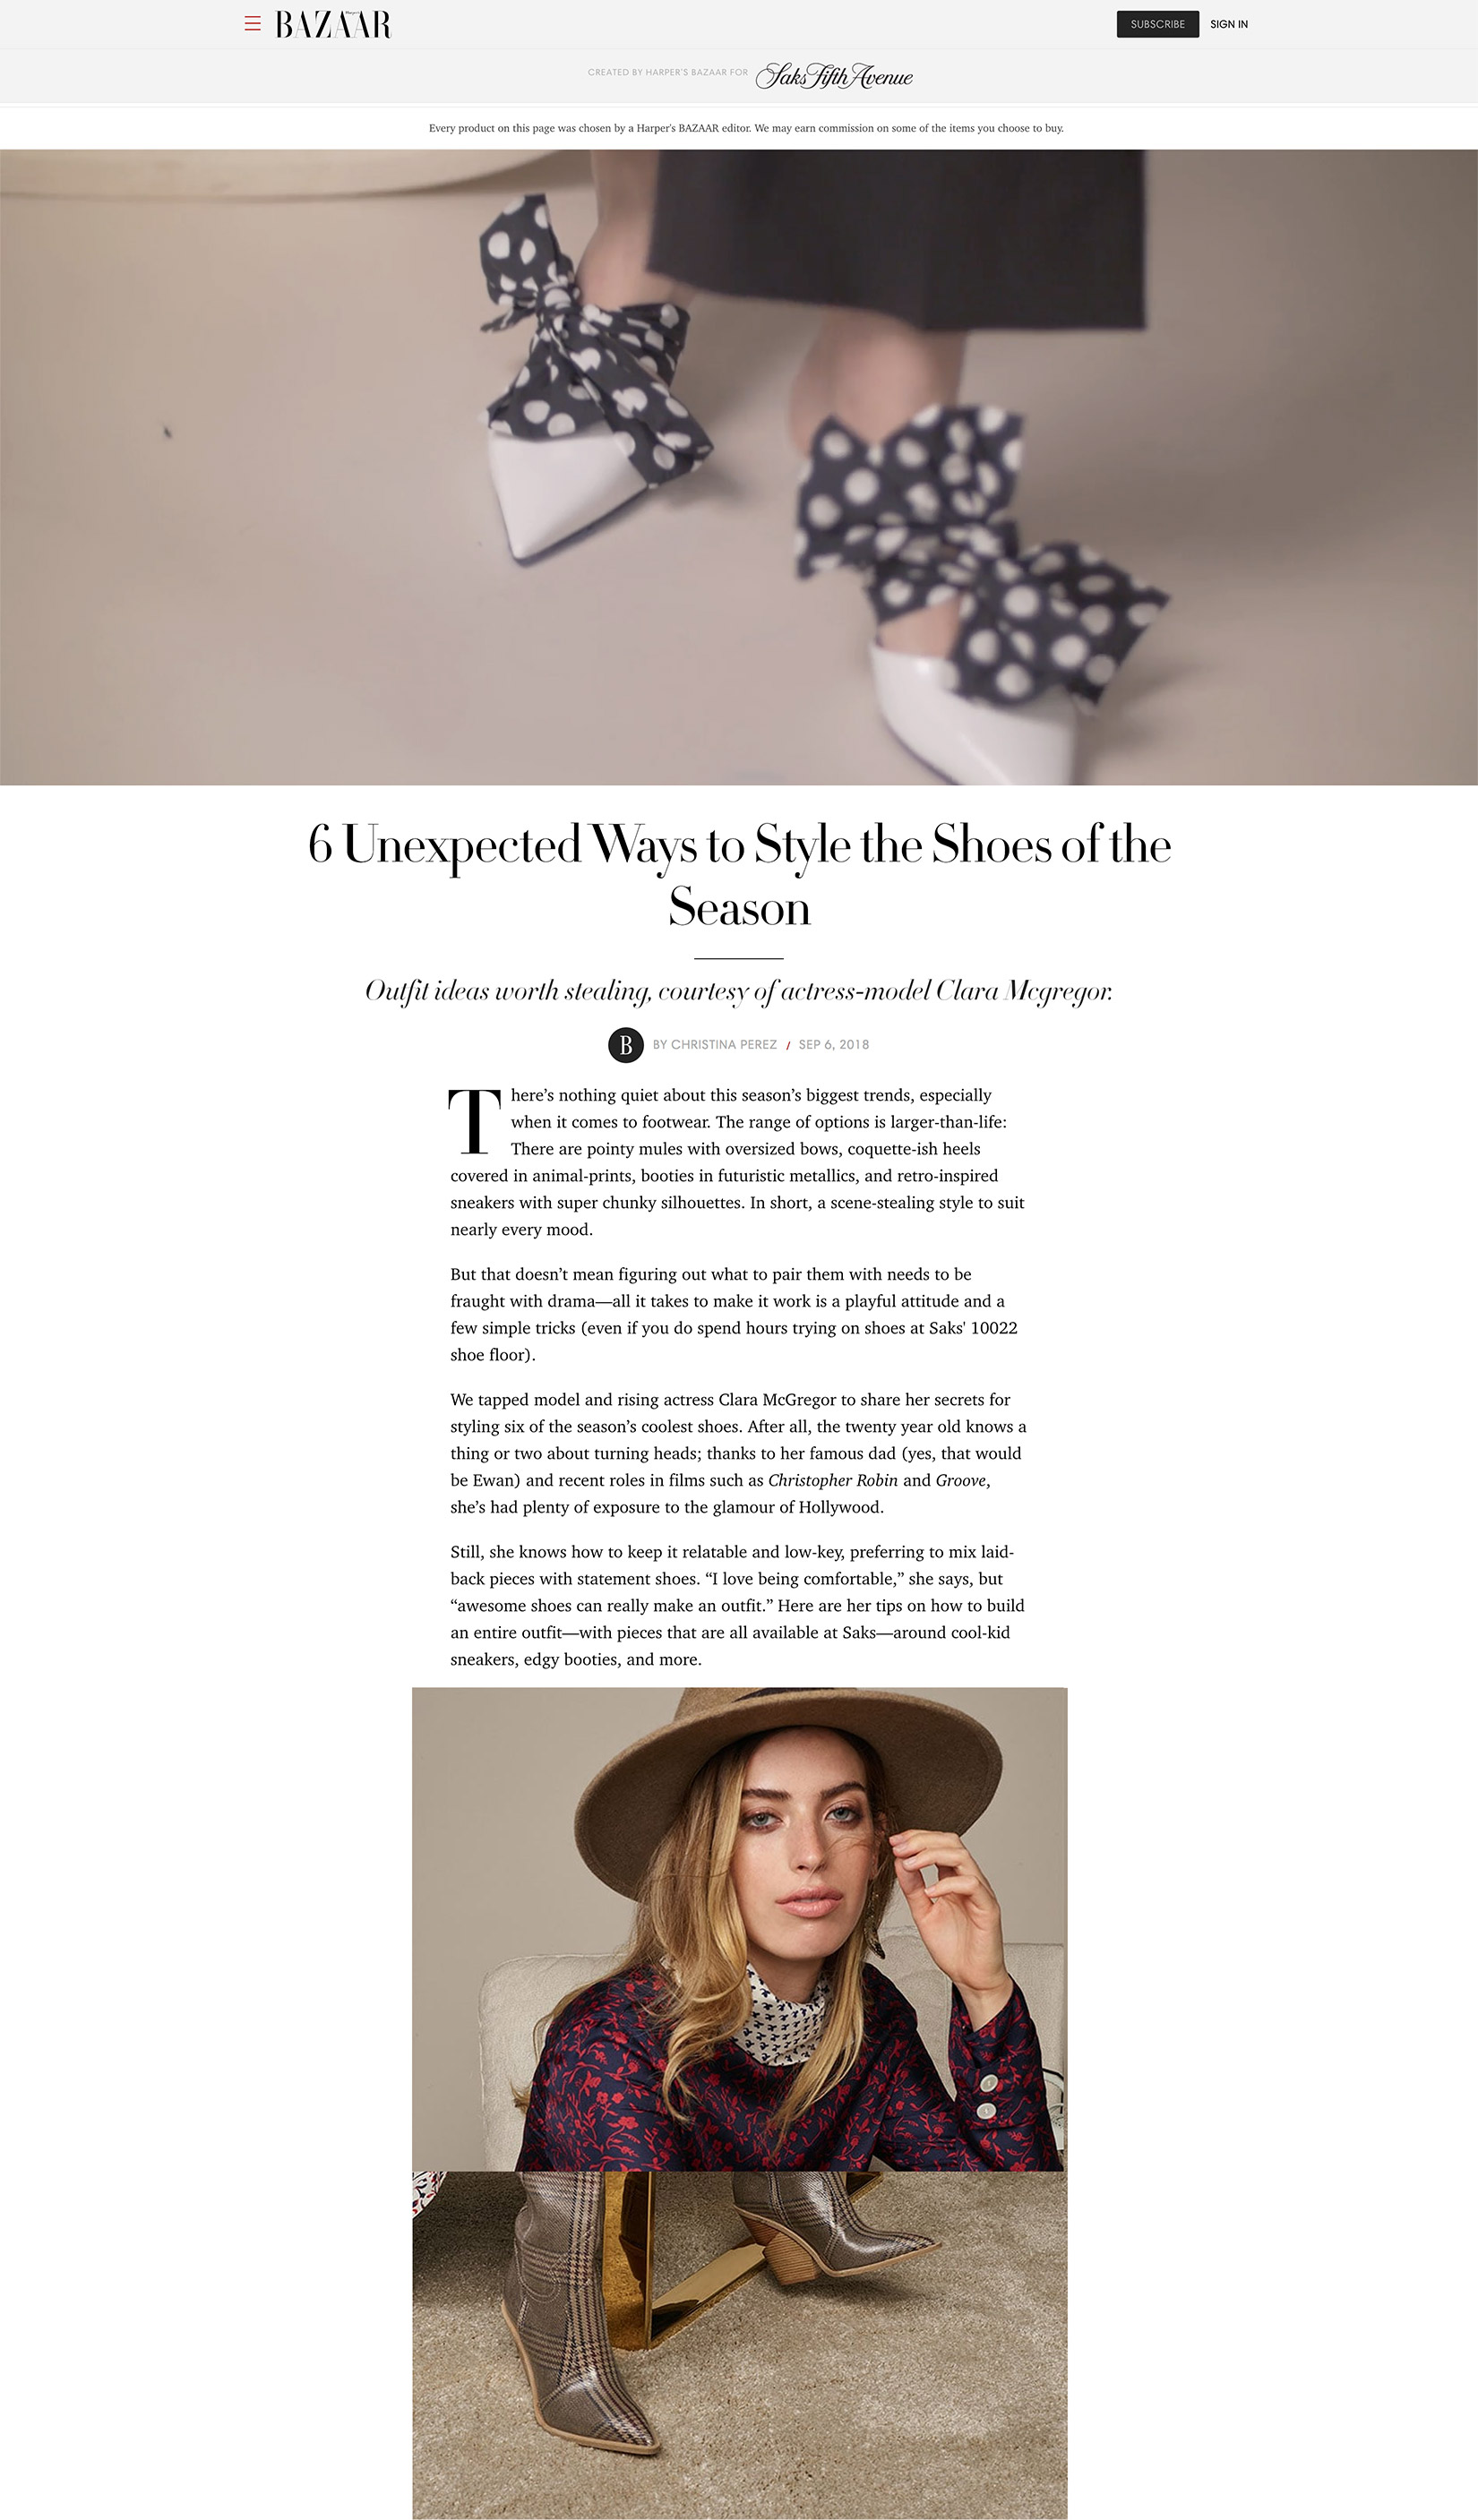 Harper's
BAZAAR
SUBSCRIBE
SIGN IN
CREATED BY HARPER'S BAZAAR FOR
Saks Fifth Avenue
Every product on this page was chosen by a Harper's BAZAAR editor. We may earn commission on some of the items you choose to buy.
6 Unexpected Ways to Style the Shoes of the
Season
Outfit ideas worth stealing, courtesy of actress-model Clara Mcgregor.
B
BY CHRISTINA PEREZ / SEP 6, 2018
There’s nothing quiet about this season’s biggest trends, especially
when it comes to footwear. The range of options is larger-than-life:
There are pointy mules with oversized bows, coquette-ish heels
covered in animal-prints, booties in futuristic metallics, and retro-inspired
sneakers with super chunky silhouettes. In short, a scene-stealing style to suit
nearly every mood.
But that doesn’t mean figuring out what to pair them with needs to be
fraught with drama—all it takes to make it work is a playful attitude and a
few simple tricks (even if you do spend hours trying on shoes at Saks' 10022
shoe floor).
We tapped model and rising actress Clara McGregor to share her secrets for
styling six of the season’s coolest shoes. After all, the twenty year old knows a
thing or two about turning heads; thanks to her famous dad (yes, that would
be Ewan) and recent roles in films such as Christopher Robin and Groove,
she’s had plenty of exposure to the glamour of Hollywood.
Still, she knows how to keep it relatable and low-key, preferring to mix laid-
back pieces with statement shoes. “I love being comfortable,” she says, but
“awesome shoes can really make an outfit.” Here are her tips on how to build
an entire outfit—with pieces that are all available at Saks—around cool-kid
sneakers, edgy booties, and more.